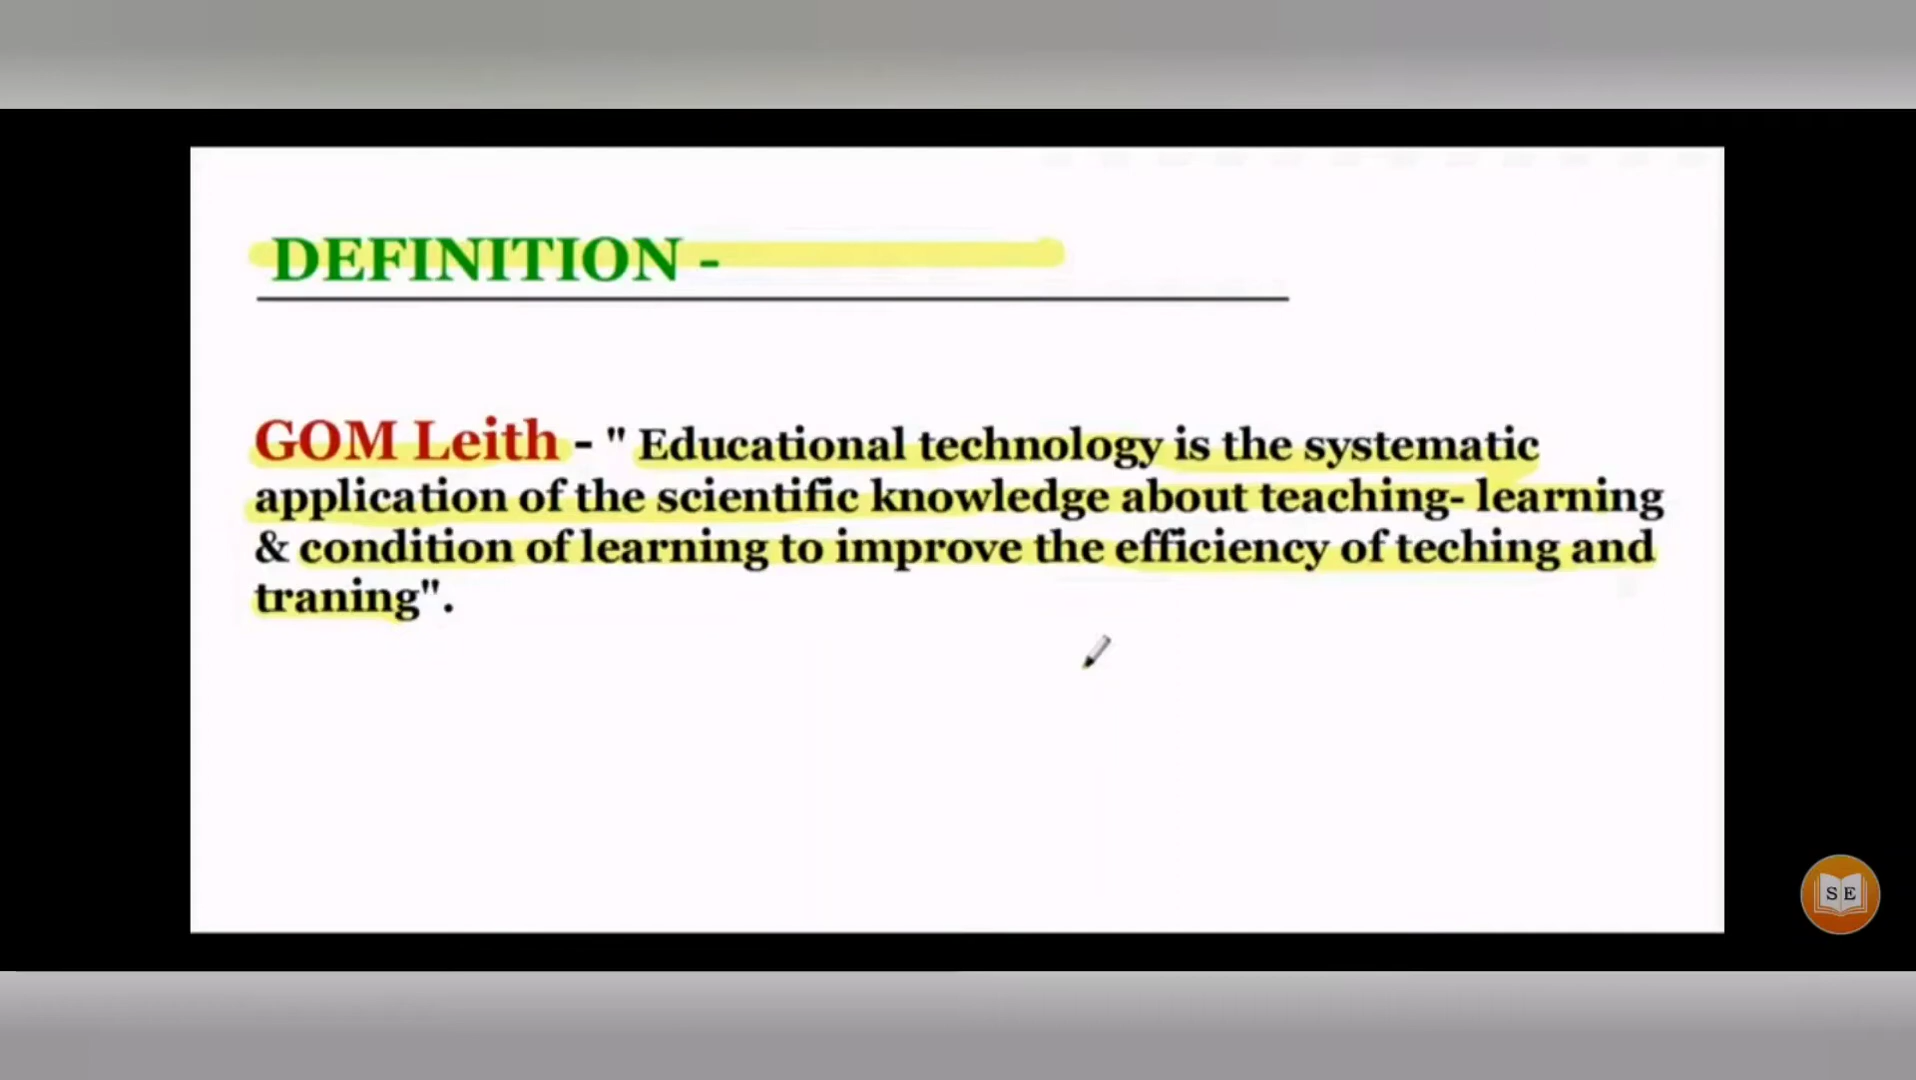 DEFINITION -
GOM Leith - " Educational technology is the systematic
application of the scientific knowledge about teaching- learning
& condition of learning to improve the efficiency of teching and
traning".
S E